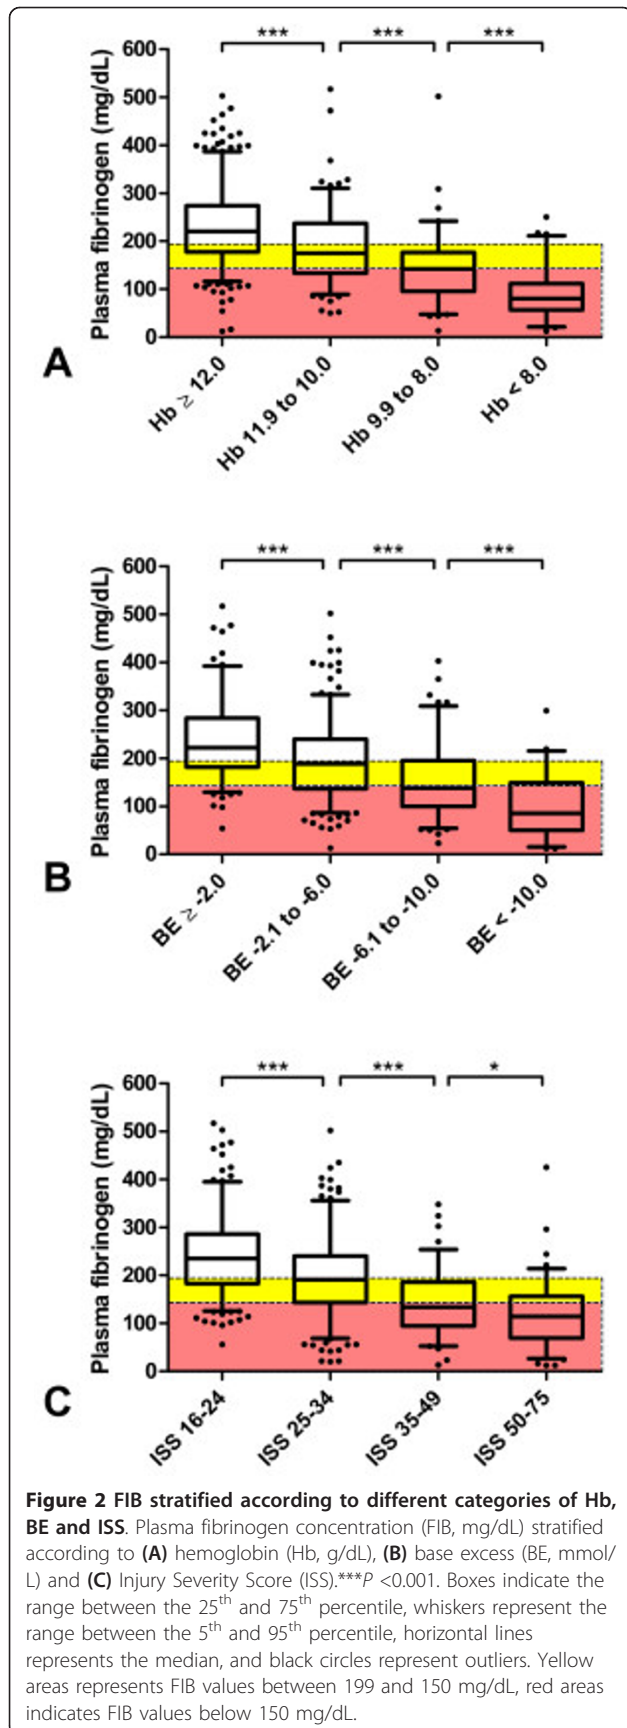 *** *** ***
600
500
400
300
200
100
0
Plasma fibrinogen (mg/dL)
A
Hb ≥ 12.0
Hb 11.9 to 10.0
Hb 9.9 to 8.0
Hb < 8.0
*** *** ***
600
500
400
300
200
100
0
Plasma fibrinogen (mg/dL)
B
BE ≥ -2.0
BE -2.1 to -6.0
BE -6.1 to -10.0
BE < -10.0
*** *** *
600
500
400
300
200
100
0
Plasma fibrinogen (mg/dL)
C
ISS 16-24
ISS 25-34
ISS 35-49
ISS 50-75
Figure 2 FIB stratified according to different categories of Hb,
BE and ISS. Plasma fibrinogen concentration (FIB, mg/dL) stratified
according to (A) hemoglobin (Hb, g/dL), (B) base excess (BE, mmol/
L) and (C) Injury Severity Score (ISS).***P <0.001. Boxes indicate the
range between the 25th and 75th percentile, whiskers represent the
range between the 5th and 95th percentile, horizontal lines
represents the median, and black circles represent outliers. Yellow
areas represents FIB values between 199 and 150 mg/dL, red areas
indicates FIB values below 150 mg/dL.